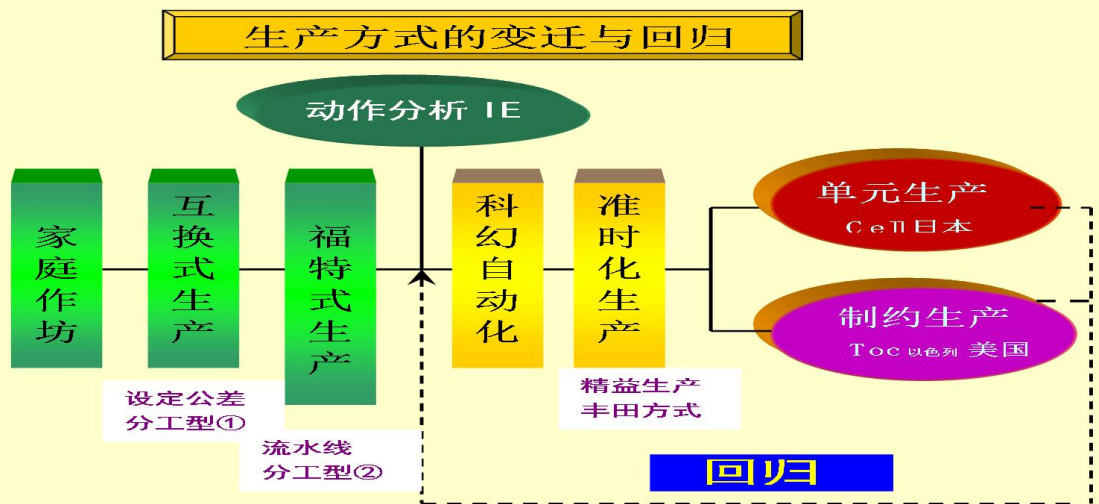 生产方式的变迁与回归
动作分析 IE
家庭作坊
互换式生产
福特式生产
科幻自动化
准时化生产
单元生产
Cell日本
制约生产
Toc 以色列 美国
设定公差
分工型①
流水线
分工型②
精益生产
丰田方式
回归